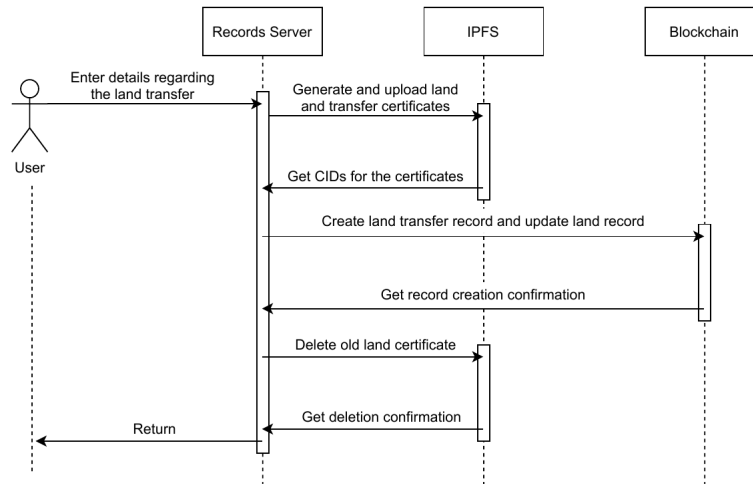 Records Server
IPFS
Blockchain
Enter details regarding
the land transfer
Generate and upload land
and transfer certificates
User
Get CIDs for the certificates
Create land transfer record and update land record
Get record creation confirmation
Delete old land certificate
Get deletion confirmation
Return